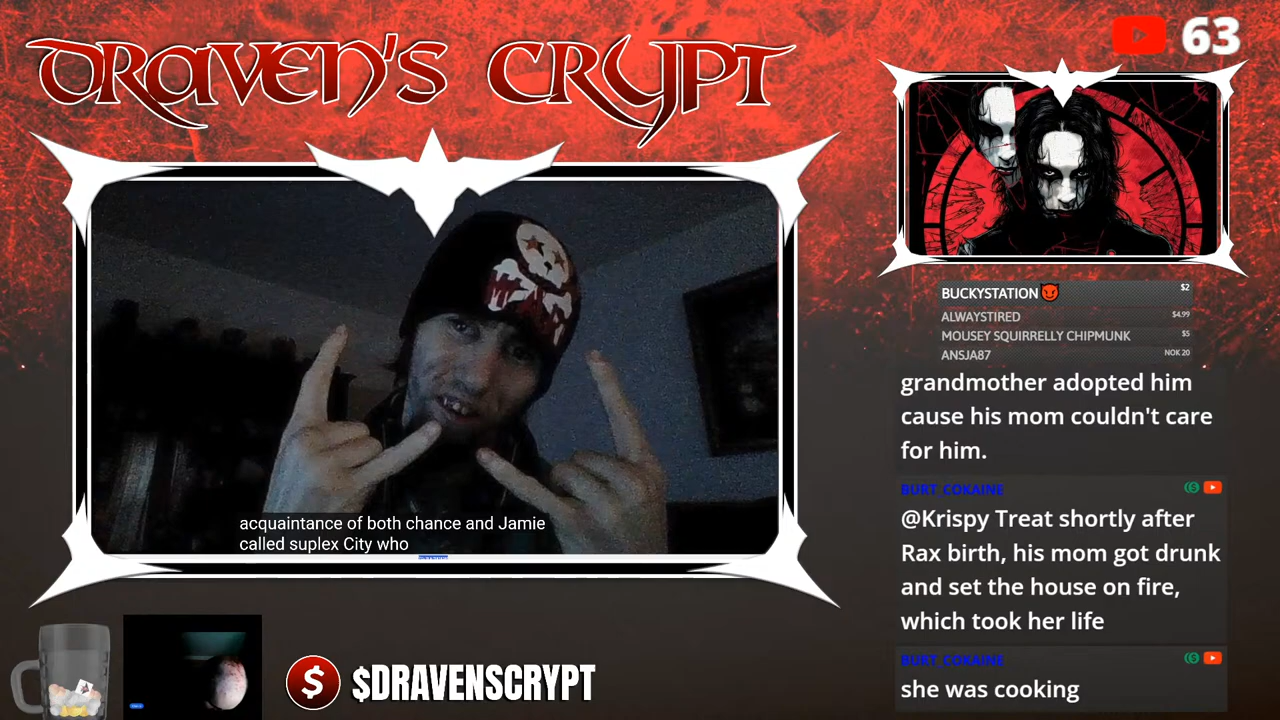 DRAVEN'S CRYPT
63
BUCKYSTATION
$2
ALWAYSTIRED
$4.99
MOUSEY SQUIRRELLY CHIPMUNK
$5
ANSJA87
NOK 20
grandmother adopted him
cause his mom couldn't care
for him.
BURT COKAINE
@Krispy Treat shortly after
Rax birth, his mom got drunk
and set the house on fire,
which took her life
BURT COKAINE
she was cooking
acquaintance of both chance and Jamie
called suplex City who
$
$DRAVENSCRYPT